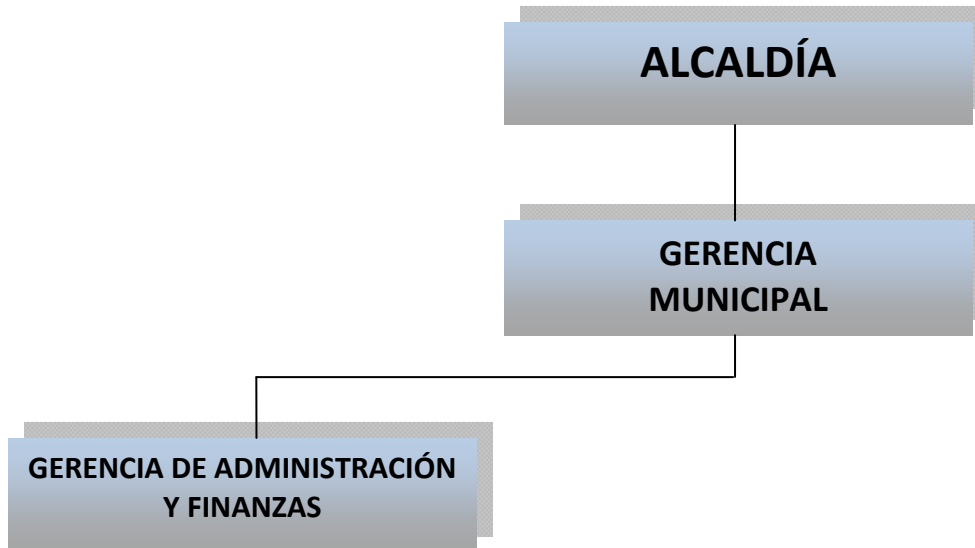 ALCALDÍA
GERENCIA
MUNICIPAL
GERENCIA DE ADMINISTRACIÓN
Y FINANZAS